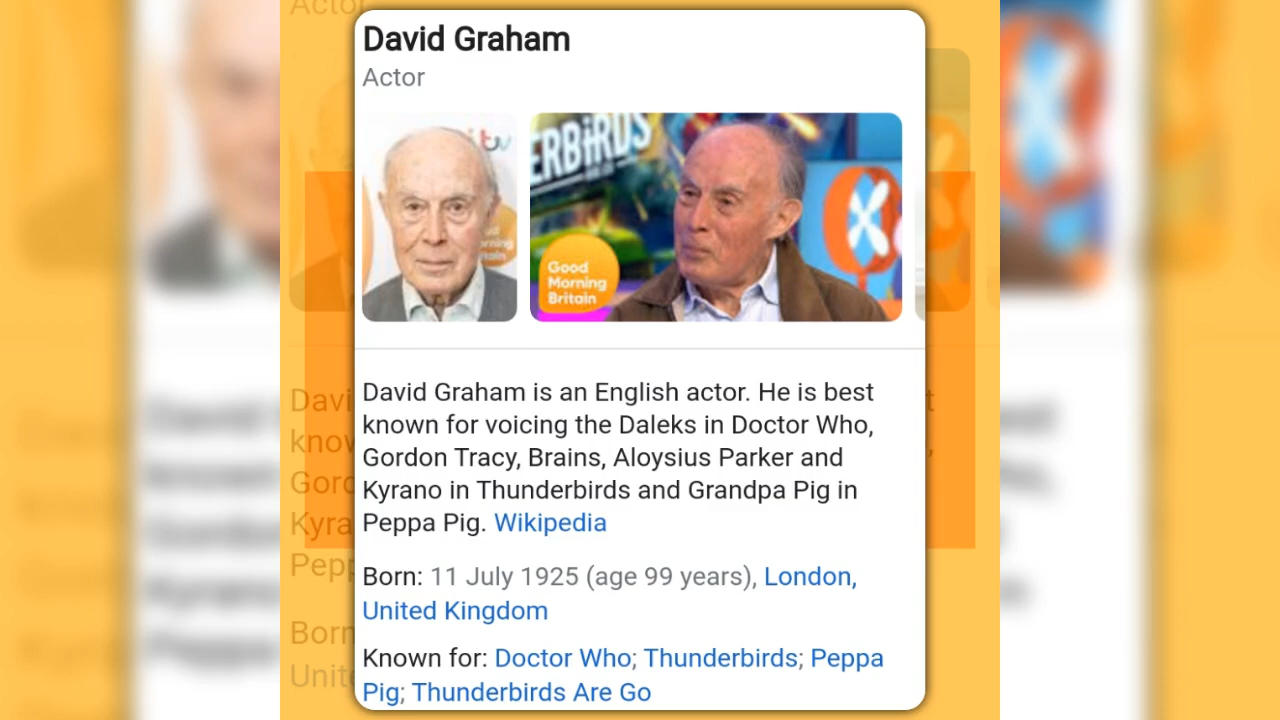 Actor
David Graham
Actor
itv
ERBIRDS
Good
Morning
Britain
David Graham is an English actor. He is best
known for voicing the Daleks in Doctor Who,
Gordon Tracy, Brains, Aloysius Parker and
Kyrano in Thunderbirds and Grandpa Pig in
Peppa Pig. Wikipedia
Born: 11 July 1925 (age 99 years), London,
United Kingdom
Known for: Doctor Who; Thunderbirds; Peppa
Pig; Thunderbirds Are Go